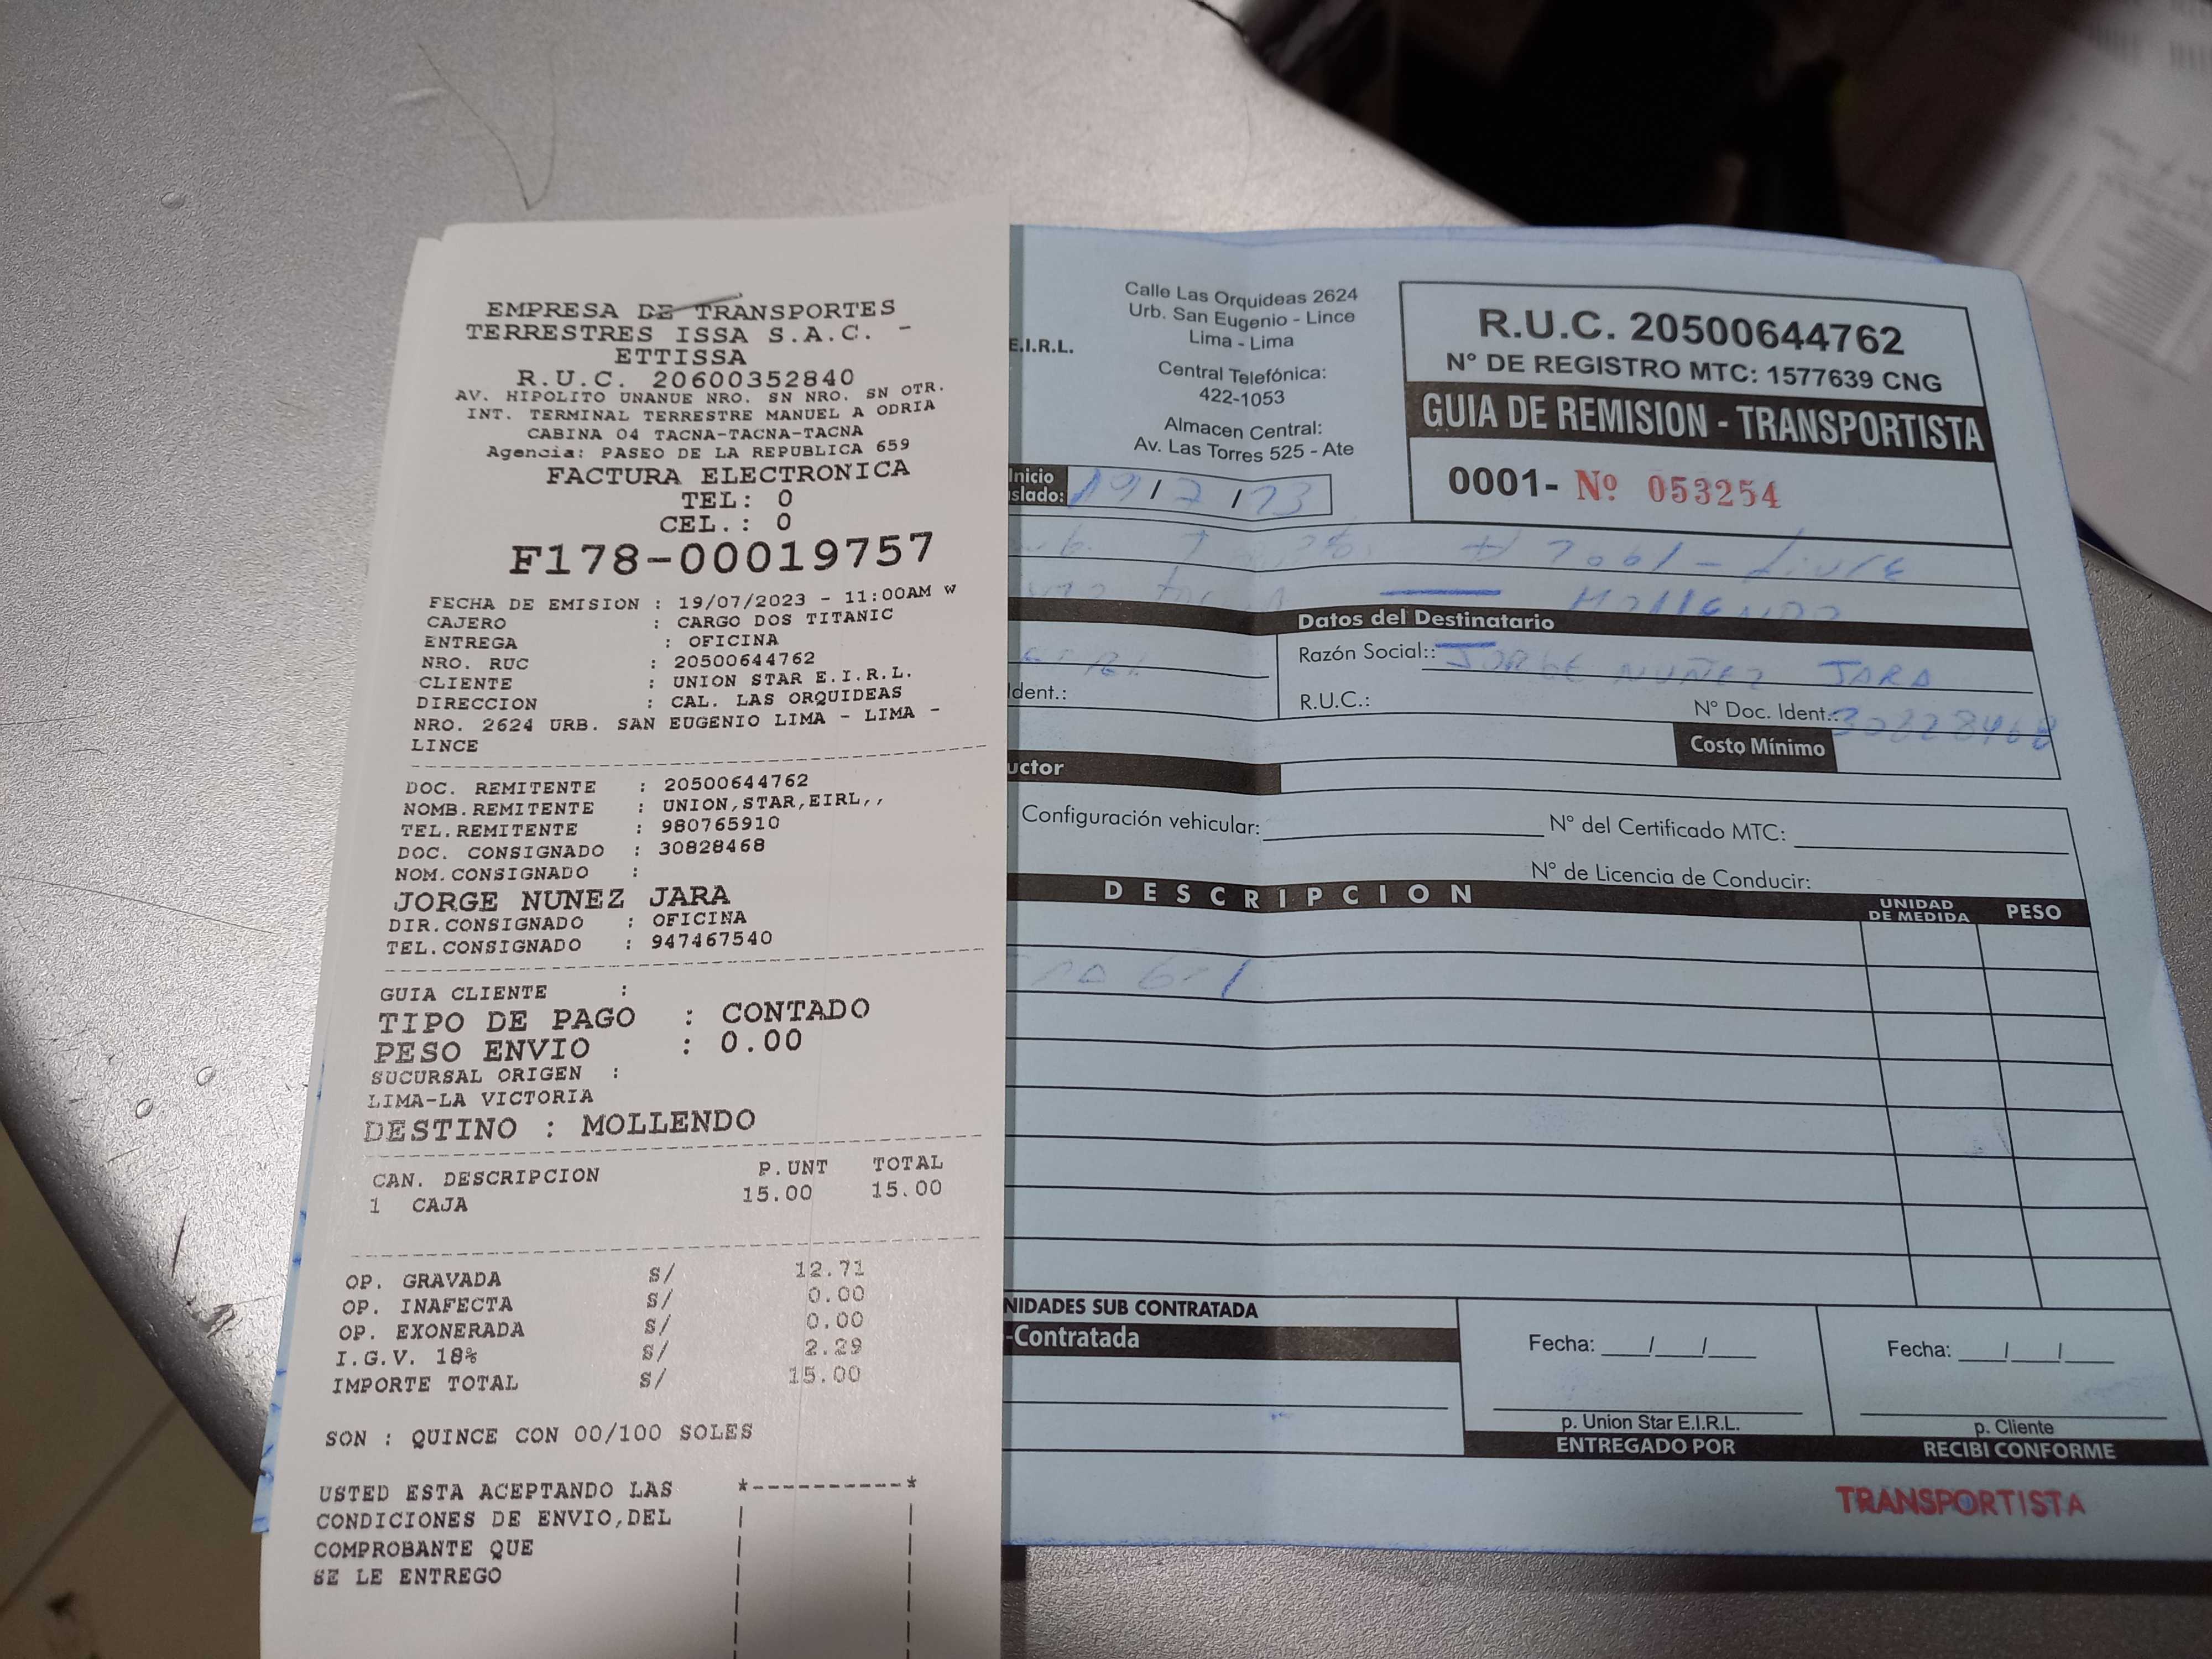 EMPRESA DE TRANSPORTES
TERRESTRES ISSA S.A.C. -
ETTISSA
R.U.C. 20600352840
AV. HIPOLITO UNANUE NRO. SN NRO. SN OTR.
INT. TERMINAL TERRESTRE MANUEL A ODRIA
CABINA 04 TACNA-TACNA-TACNA
Agencia: PASEO DE LA REPUBLICA 659
FACTURA ELECTRONICA
TEL: 0
CEL.: 0
F178-00019757
FECHA DE EMISION : 19/07/2023 - 11:00AM w
CAJERO : CARGO DOS TITANIC
ENTREGA : OFICINA
NRO. RUC : 20500644762
CLIENTE : UNION STAR E.I.R.L.
DIRECCION : CAL. LAS ORQUIDEAS
NRO. 2624 URB. SAN EUGENIO LIMA - LIMA -
LINCE
DOC. REMITENTE : 20500644762
NOMB.REMITENTE : UNION,STAR,EIRL,,
TEL.REMITENTE : 980765910
DOC. CONSIGNADO : 30828468
NOM.CONSIGNADO :
JORGE NUNEZ JARA
DIR.CONSIGNADO : OFICINA
TEL.CONSIGNADO : 947467540
GUIA CLIENTE :
TIPO DE PAGO : CONTADO
PESO ENVIO : 0.00
SUCURSAL ORIGEN :
LIMA-LA VICTORIA
DESTINO : MOLLENDO
CAN. DESCRIPCION P.UNT TOTAL
1 CAJA 15.00 15.00
OP. GRAVADA S/ 12.71
OP. INAFECTA S/ 0.00
OP. EXONERADA S/ 0.00
I.G.V. 18% S/ 2.29
IMPORTE TOTAL S/ 15.00
SON : QUINCE CON 00/100 SOLES
USTED ESTA ACEPTANDO LAS
CONDICIONES DE ENVIO,DEL
COMPROBANTE QUE
SE LE ENTREGO
E.I.R.L.
Calle Las Orquideas 2624
Urb. San Eugenio - Lince
Lima - Lima
Central Telefónica:
422-1053
Almacen Central:
Av. Las Torres 525 - Ate
R.U.C. 20500644762
N° DE REGISTRO MTC: 1577639 CNG
GUIA DE REMISION - TRANSPORTISTA
0001- Nº 053254
Inicio
slado: 19/7/23
# 2061 - Lince
MOLLENDO
Datos del Destinatario
Razón Social:: JORGE NUÑEZ JARA
Ident.:
R.U.C.:
N° Doc. Ident.: 30828468
Costo Mínimo
uctor
Configuración vehicular:
N° del Certificado MTC:
N° de Licencia de Conducir:
DESCRIPCION
UNIDAD
DE MEDIDA
PESO
NIDADES SUB CONTRATADA
-Contratada
Fecha: ___/___/___
p. Union Star E.I.R.L.
ENTREGADO POR
Fecha: ___/___/___
p. Cliente
RECIBI CONFORME
TRANSPORTISTA